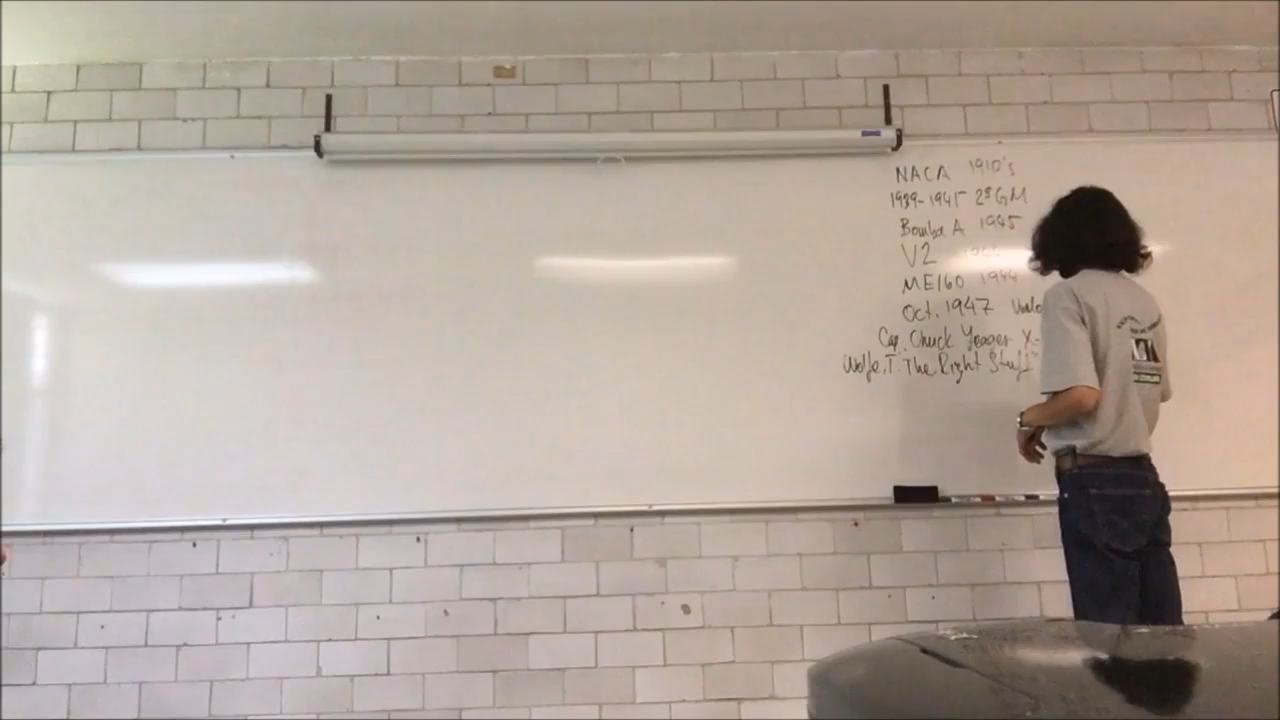 NACA 1910's
1939-1945 2ª GM
Bomba A 1945
V2
ME160 1944
Oct. 1947
Cap. Chuck Yeager X-
Wolfe, T. The Right Stuff"